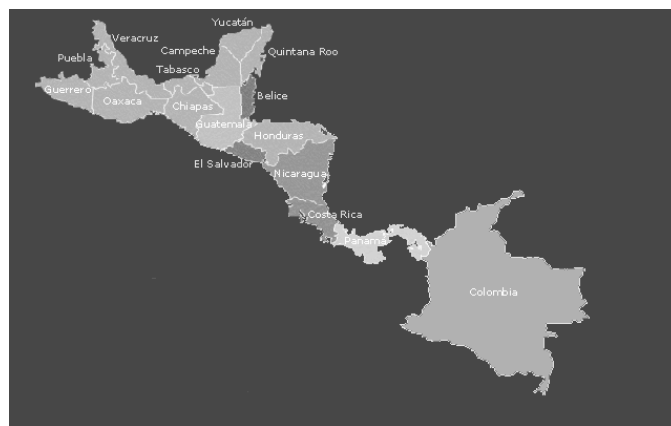 Yucatán
Veracruz
Campeche
Quintana Roo
Puebla
Tabasco
Guerrero
Belice
Oaxaca
Chiapas
Guatemala
Honduras
El Salvador
Nicaragua
Costa Rica
Panamá
Colombia